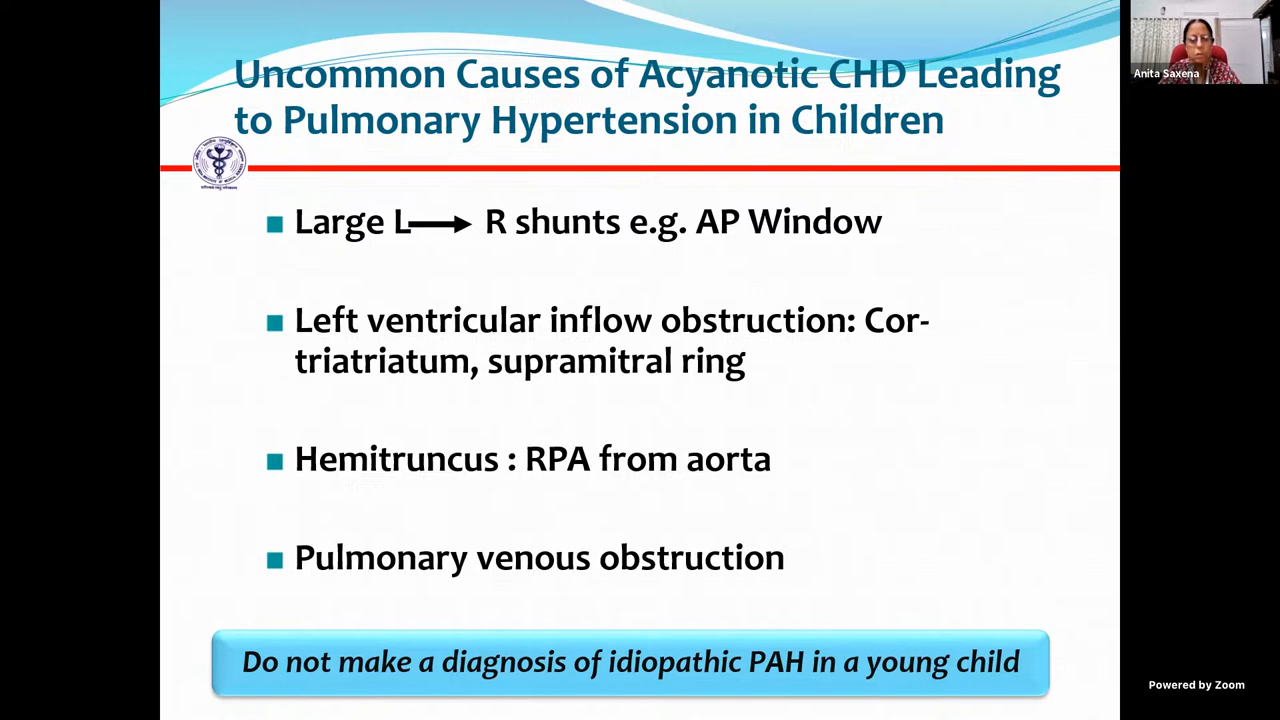 Uncommon Causes of Acyanotic CHD Leading
to Pulmonary Hypertension in Children
Large L → R shunts e.g. AP Window
Left ventricular inflow obstruction: Cor-
triatriatum, supramitral ring
Hemitruncus : RPA from aorta
Pulmonary venous obstruction
Do not make a diagnosis of idiopathic PAH in a young child
Anita Saxena
Powered by Zoom